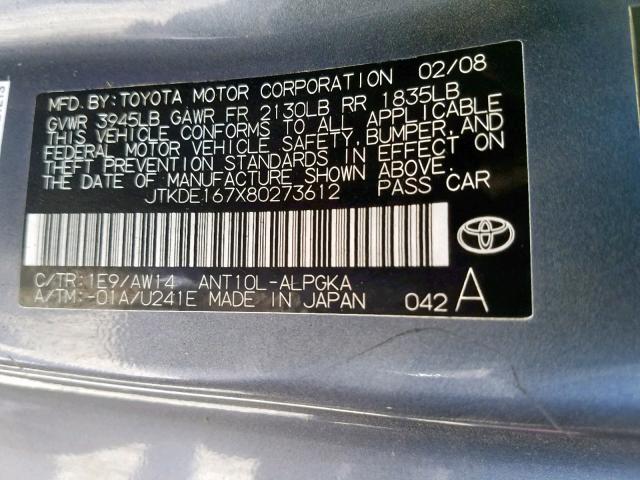 MFD.BY:TOYOTA MOTOR CORPORATION 02/08
GVWR 3945LB GAWR FR 2130LB RR 1835LB
THIS VEHICLE CONFORMS TO ALL APPLICABLE
FEDERAL MOTOR VEHICLE SAFETY,BUMPER,AND
THEFT PREVENTION STANDARDS IN EFFECT ON
THE DATE OF MANUFACTURE SHOWN ABOVE.
JTKDE167X80273612 PASS CAR
C/TR:1E9/AW14 ANT10L-ALPGKA
A/TM:-01A/U241E MADE IN JAPAN 042 A